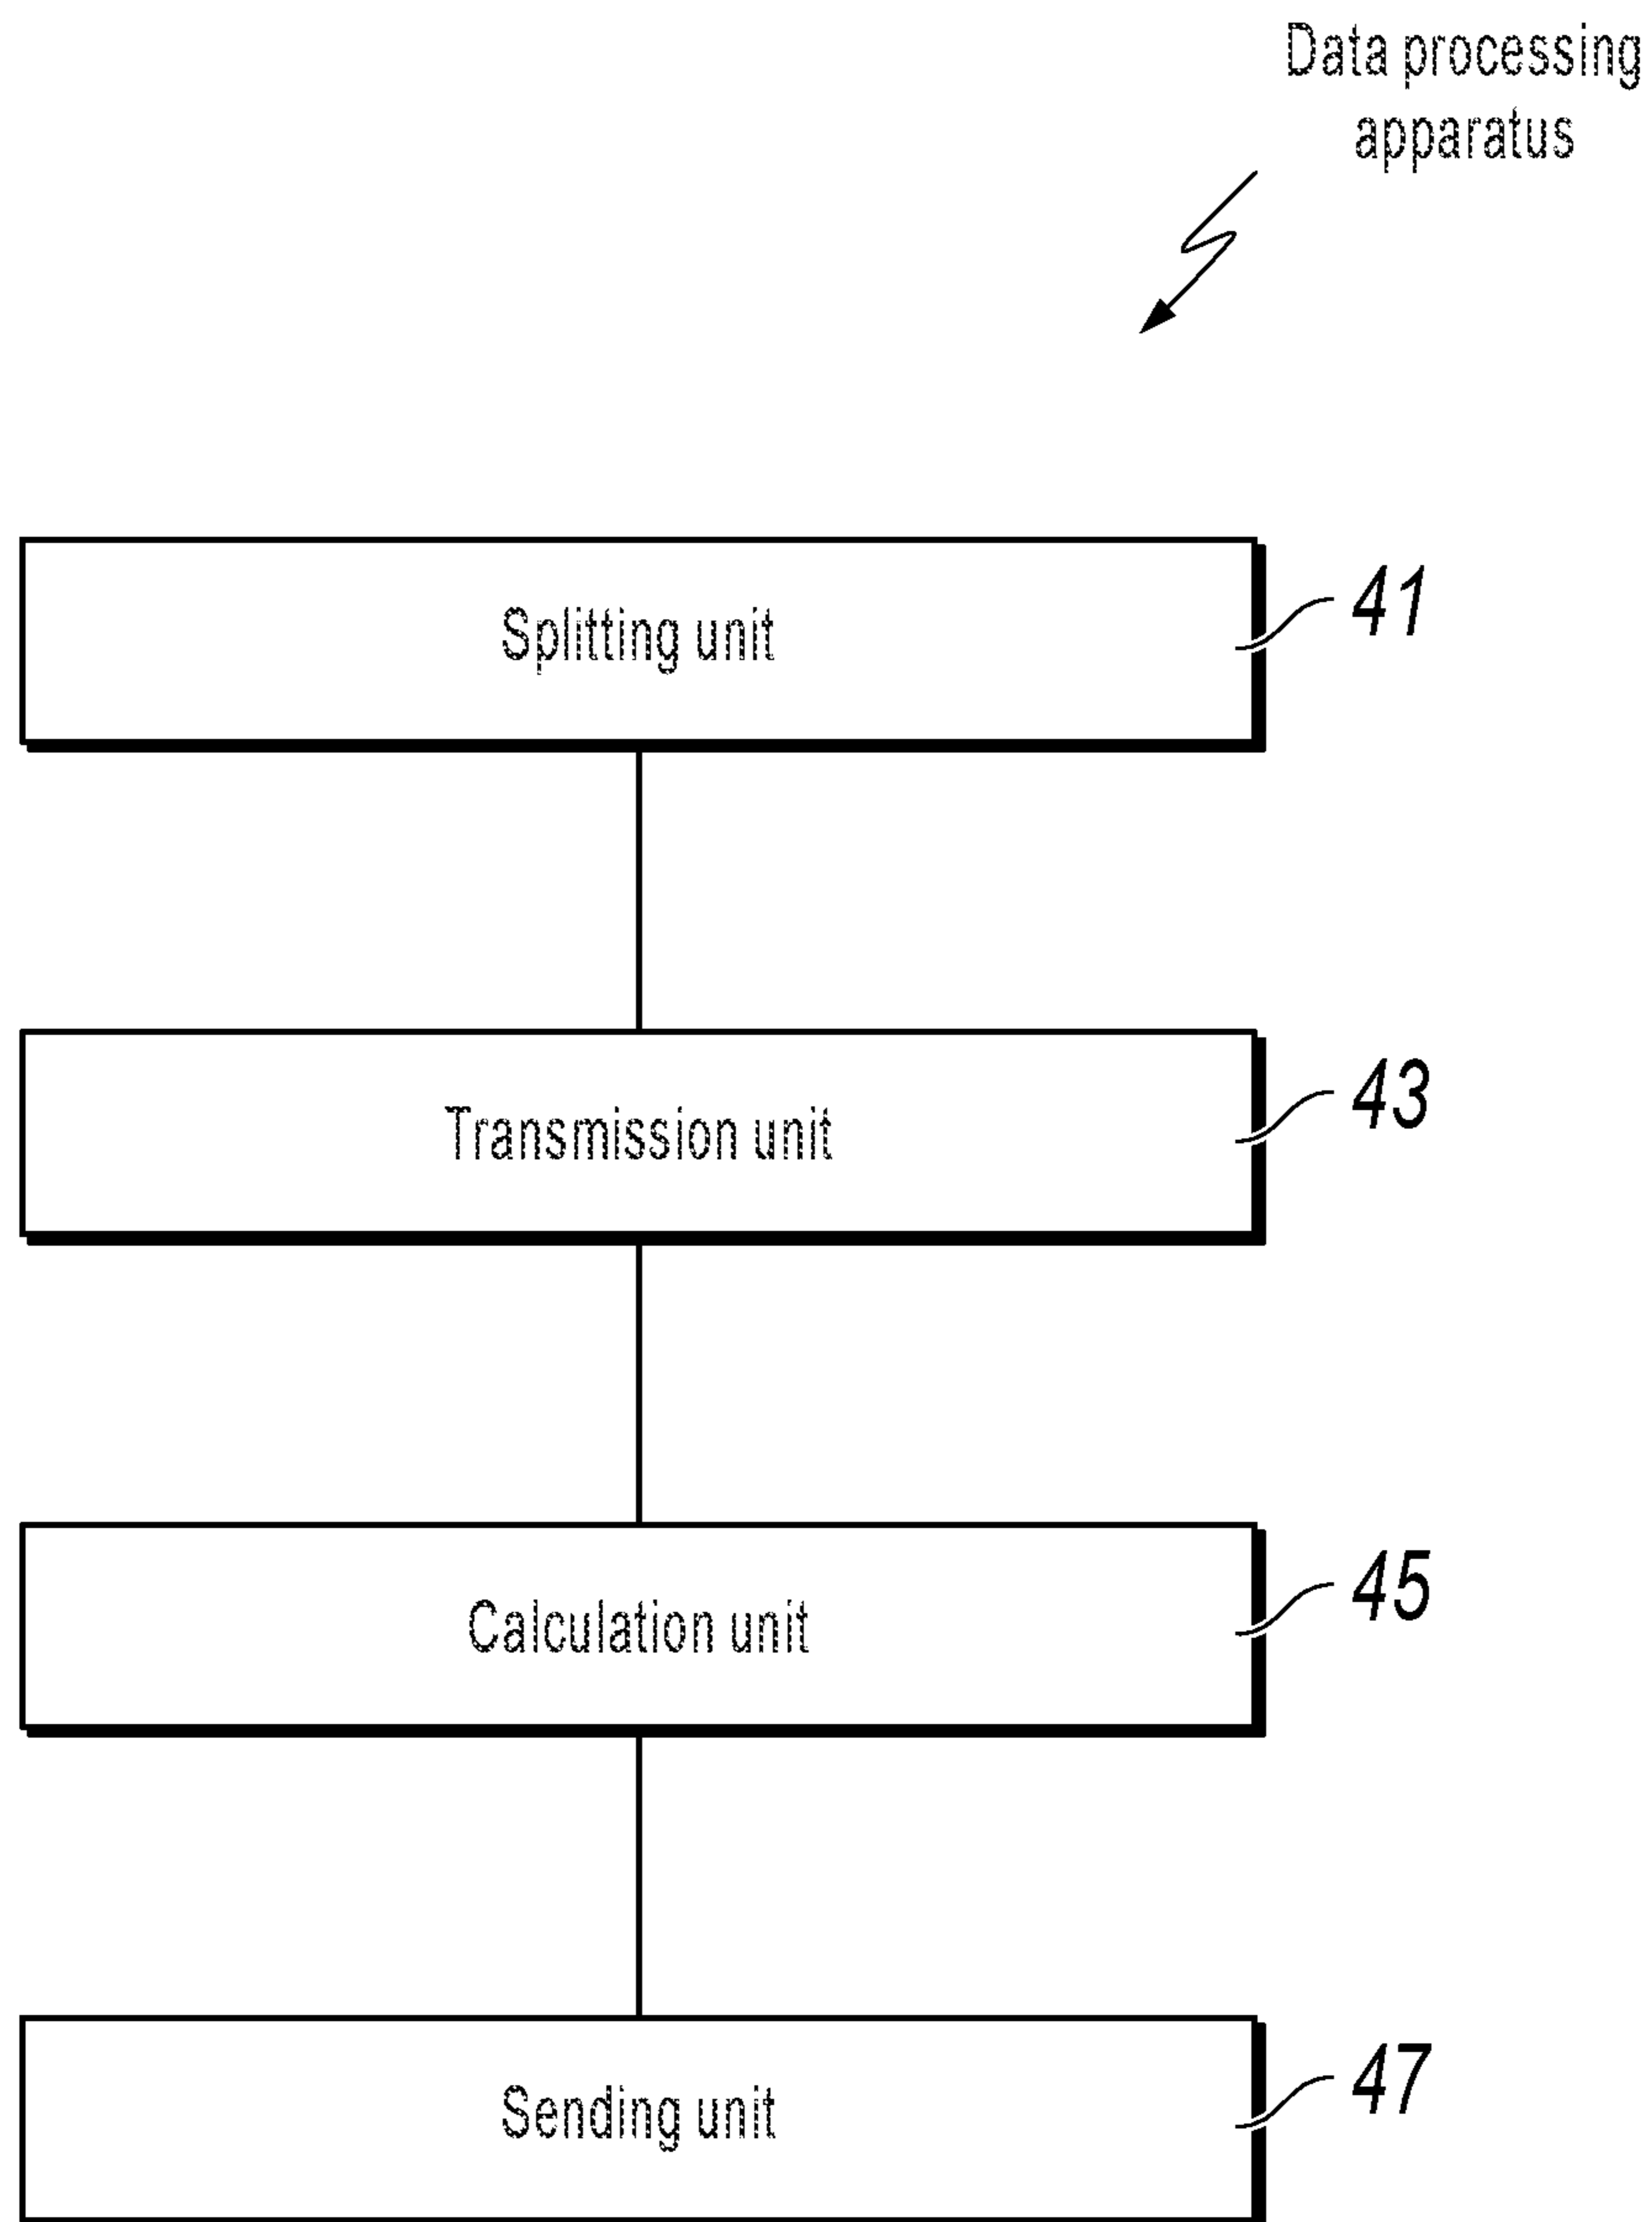 Data processing
apparatus
Splitting unit
41
Transmission unit
43
Calculation unit
45
Sending unit
47